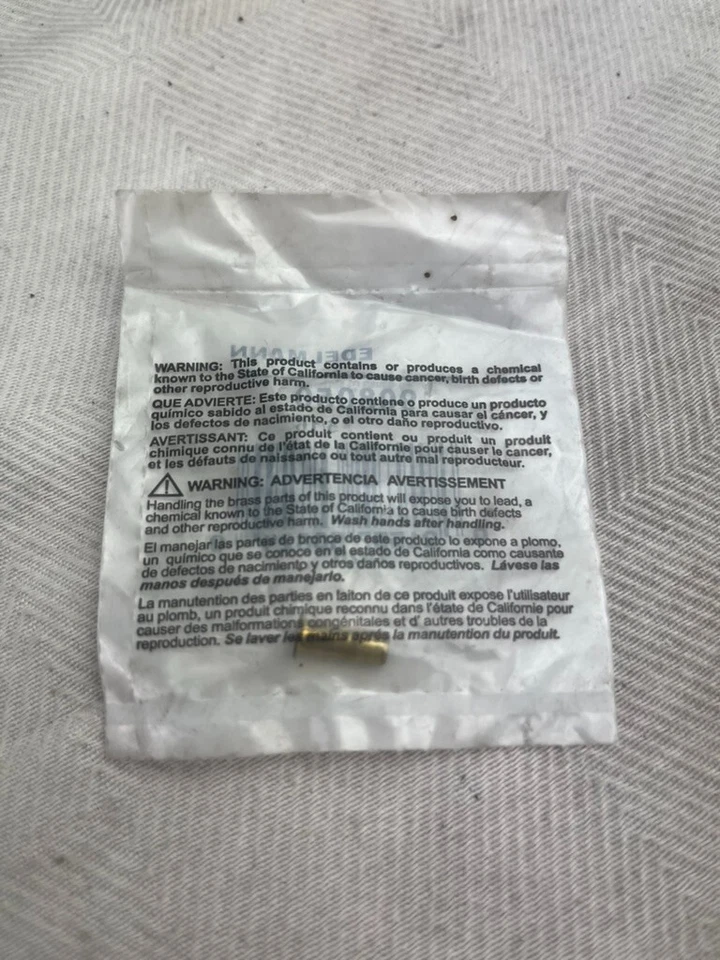 EDELMANN
WARNING: This product contains or produces a chemical
known to the State of California to cause cancer, birth defects or
other reproductive harm.
QUE ADVIERTE: Este producto contiene o produce un producto
químico sabido al estado de California para causar el cáncer, y
los defectos de nacimiento, o el otro daño reproductivo.
AVERTISSANT: Ce produit contient ou produit un produit
chimique connu de l'état de la Californie pour causer le cancer,
et les défauts de naissance ou tout autre mal reproducteur.
WARNING: ADVERTENCIA AVERTISSEMENT
Handling the brass parts of this product will expose you to lead, a
chemical known to the State of California to cause birth defects
and other reproductive harm. Wash hands after handling.
El manejar las partes de bronce de este producto lo expone a plomo,
un químico que se conoce en el estado de California como causante
de defectos de nacimiento y otros daños reproductivos. Lávese las
manos después de manejarlo.
La manutention des parties en laiton de ce produit expose l'utilisateur
au plomb, un produit chimique reconnu dans l'étate de Californie pour
causer des malformations congénitales et d' autres troubles de la
reproduction. Se laver les mains aprés la manutention du produit.